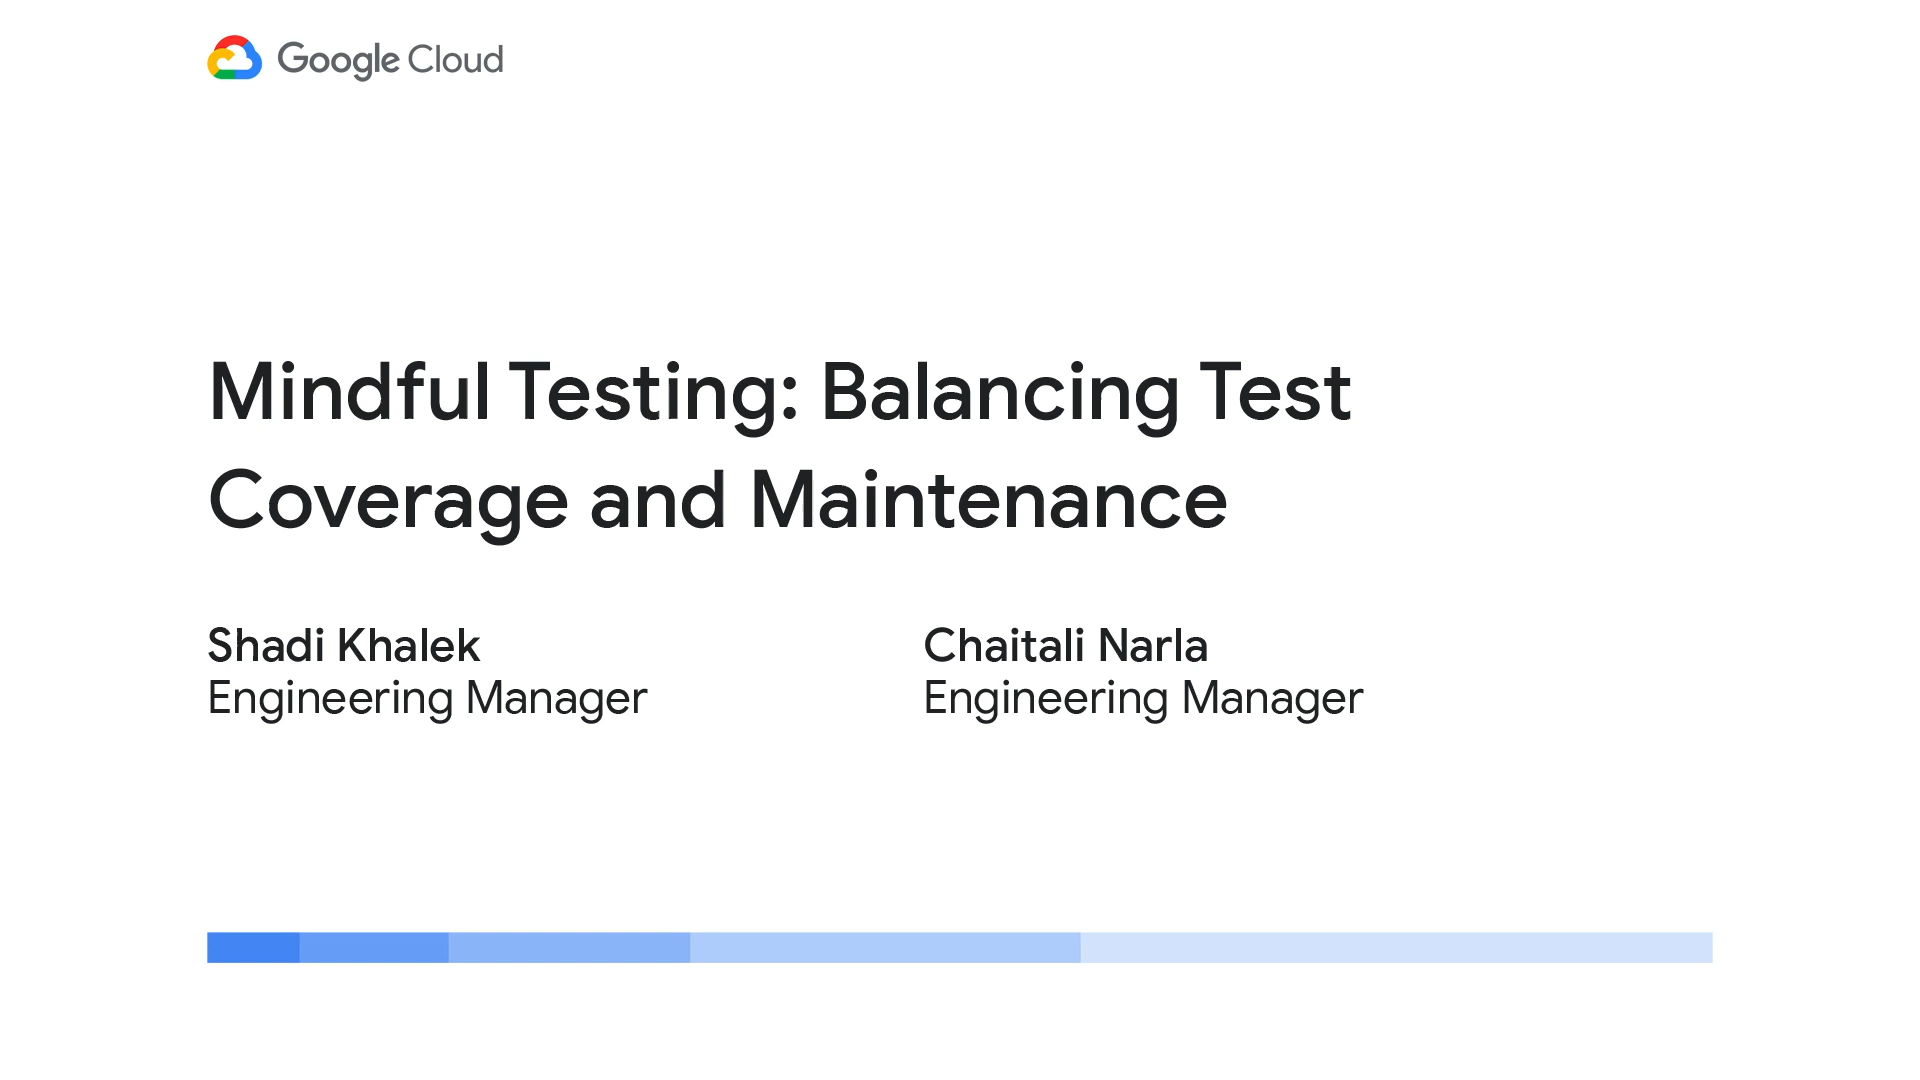 Google Cloud
Mindful Testing: Balancing Test
Coverage and Maintenance
Shadi Khalek
Engineering Manager
Chaitali Narla
Engineering Manager